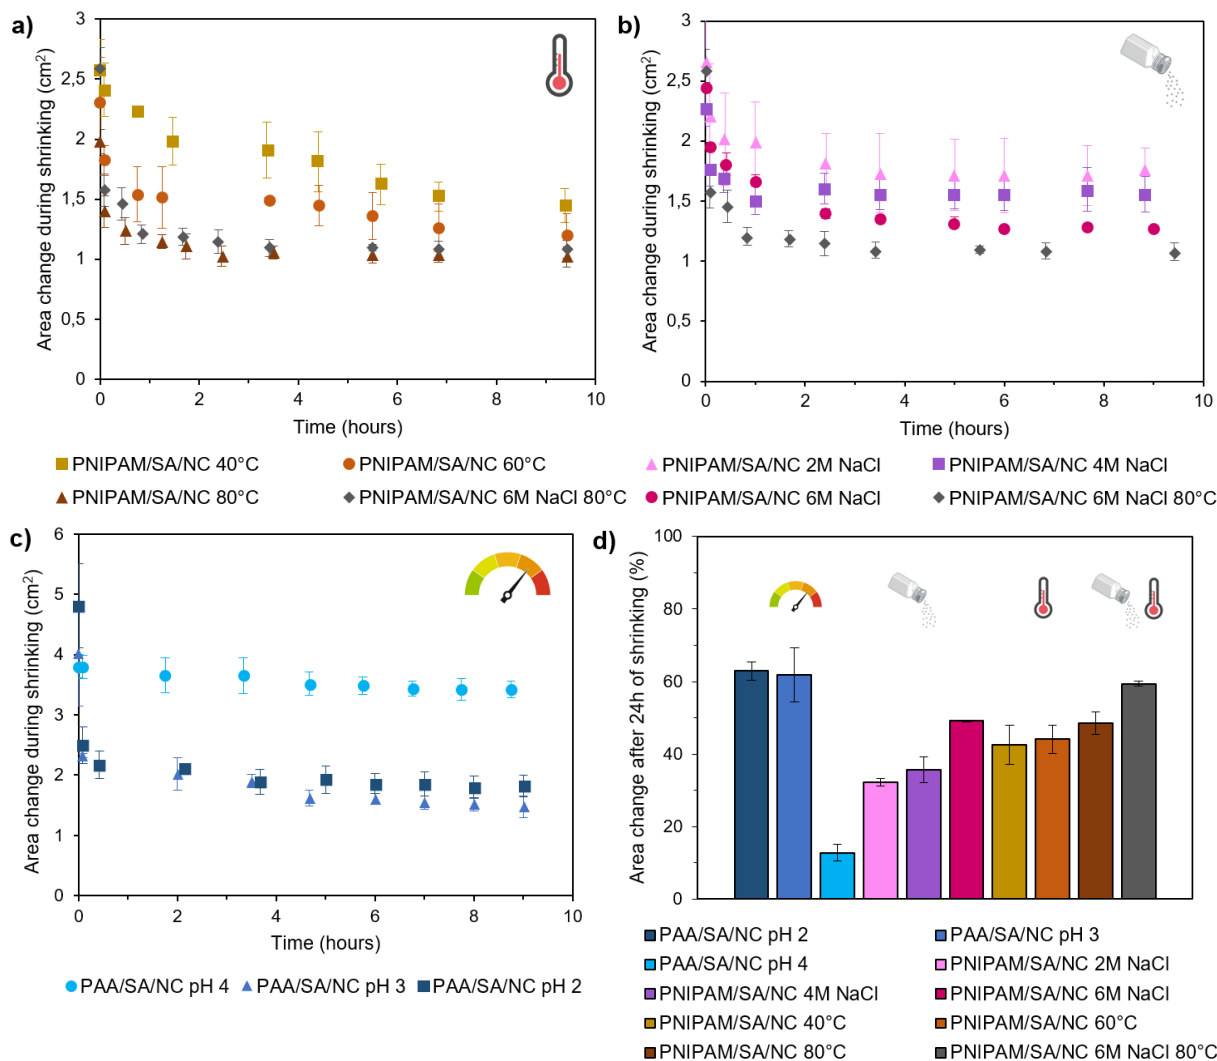 a)
Area change during shrinking (cm²)
3
2,5
2
1,5
1
0,5
0
0 2 4 6 8 10
Time (hours)
PNIPAM/SA/NC 40°C
PNIPAM/SA/NC 60°C
PNIPAM/SA/NC 80°C
PNIPAM/SA/NC 6M NaCl 80°C
b)
Area change during shrinking (cm²)
3
2,5
2
1,5
1
0,5
0
0 2 4 6 8 10
Time (hours)
PNIPAM/SA/NC 2M NaCl
PNIPAM/SA/NC 4M NaCl
PNIPAM/SA/NC 6M NaCl
PNIPAM/SA/NC 6M NaCl 80°C
c)
Area change during shrinking (cm²)
6
5
4
3
2
1
0
0 2 4 6 8 10
Time (hours)
PAA/SA/NC pH 4
PAA/SA/NC pH 3
PAA/SA/NC pH 2
d)
Area change after 24h of shrinking (%)
100
80
60
40
20
0
PAA/SA/NC pH 2
PAA/SA/NC pH 3
PAA/SA/NC pH 4
PNIPAM/SA/NC 2M NaCl
PNIPAM/SA/NC 4M NaCl
PNIPAM/SA/NC 6M NaCl
PNIPAM/SA/NC 40°C
PNIPAM/SA/NC 60°C
PNIPAM/SA/NC 80°C
PNIPAM/SA/NC 6M NaCl 80°C